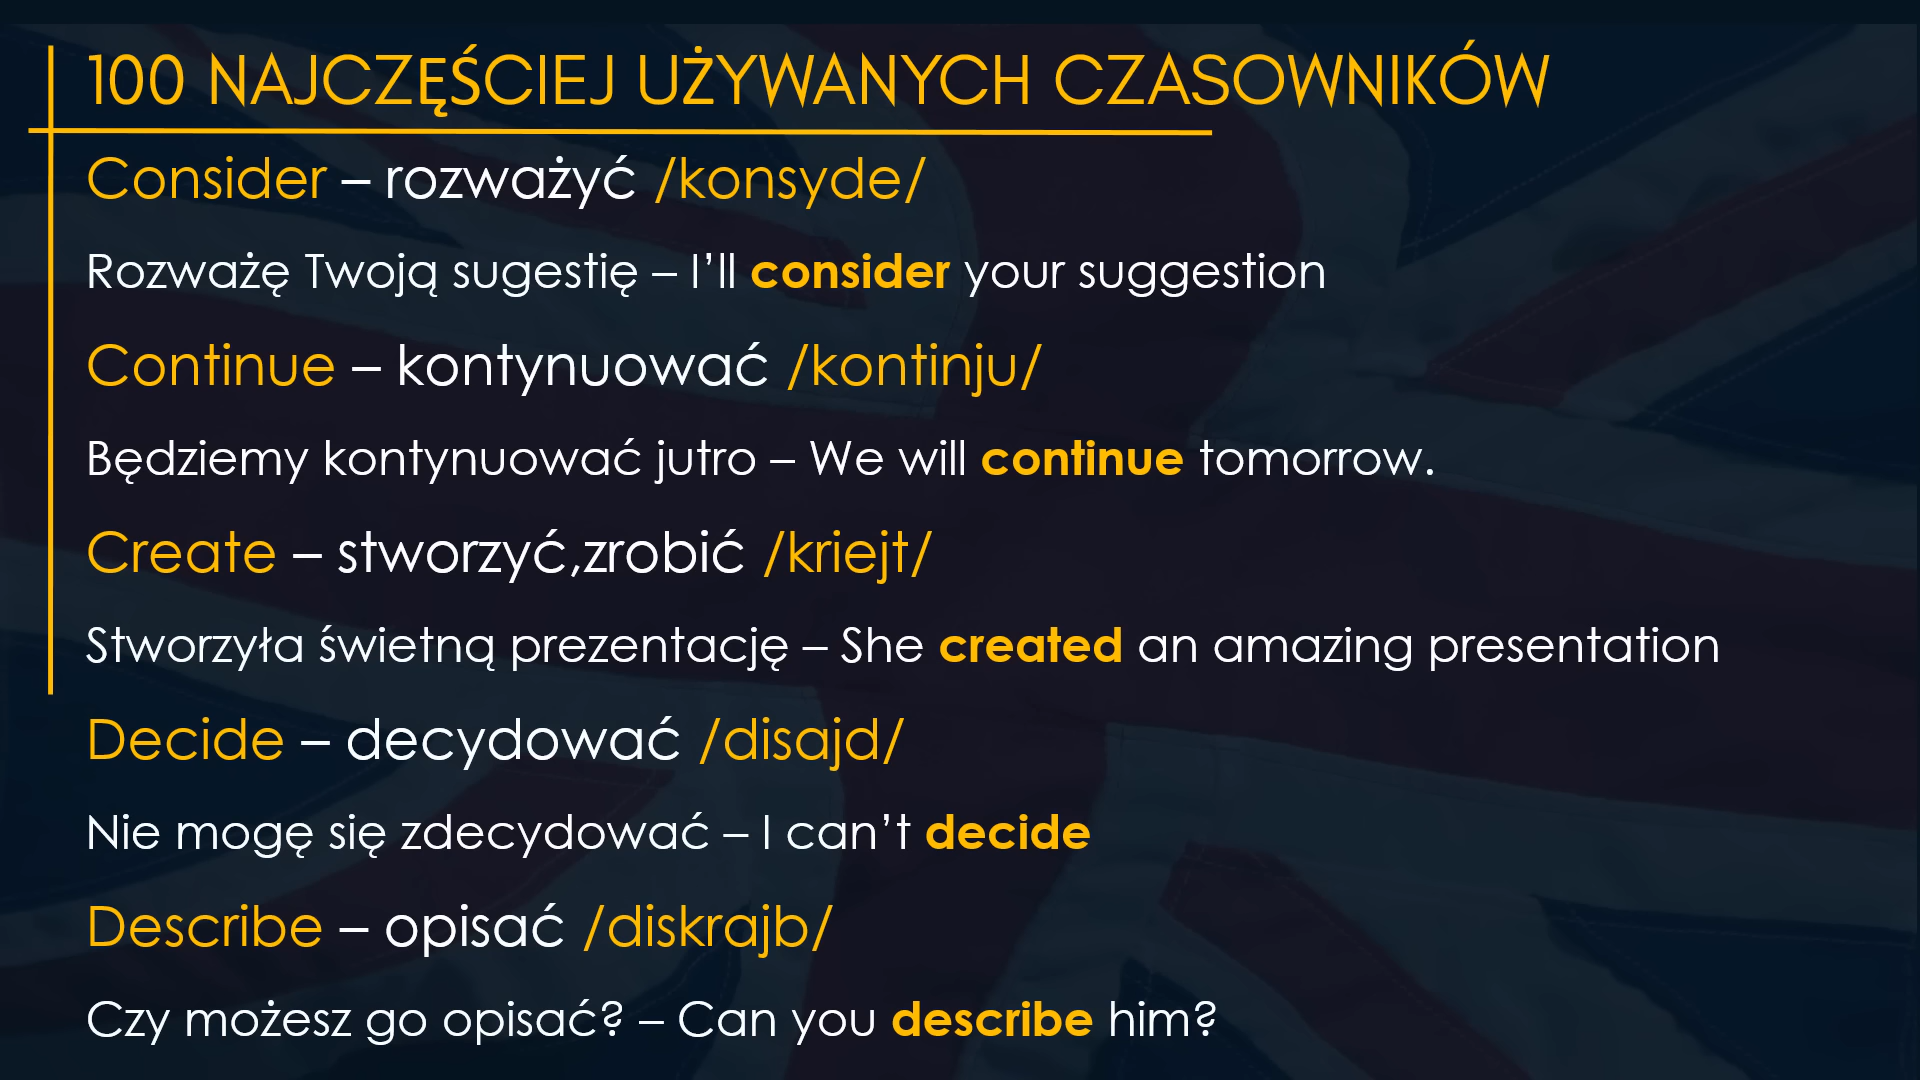 100 NAJCZĘŚCIEJ UŻYWANYCH CZASOWNIKÓW
Consider – rozważyć /konsyde/
Rozważę Twoją sugestię – I’ll consider your suggestion
Continue – kontynuować /kontinju/
Będziemy kontynuować jutro – We will continue tomorrow.
Create – stworzyć,zrobić /kriejt/
Stworzyła świetną prezentację – She created an amazing presentation
Decide – decydować /disajd/
Nie mogę się zdecydować – I can’t decide
Describe – opisać /diskrajb/
Czy możesz go opisać? – Can you describe him?